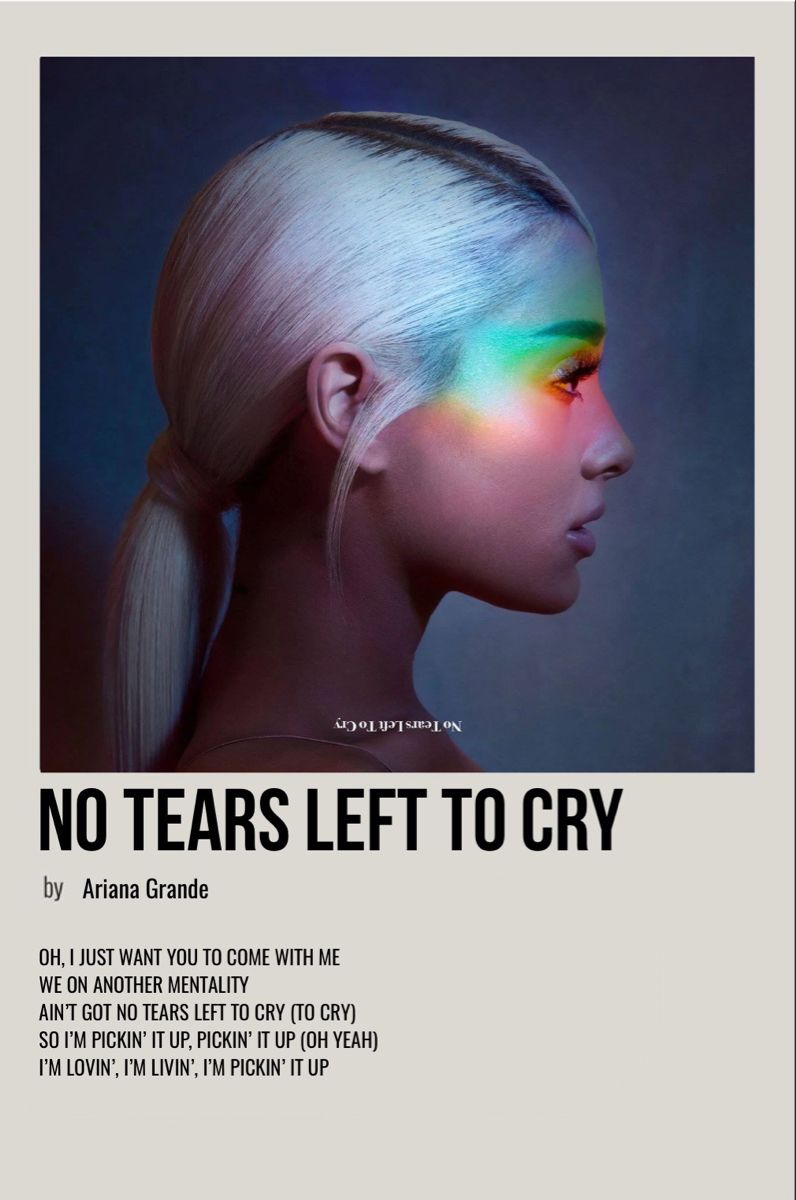 No Tears Left To Cry
NO TEARS LEFT TO CRY
by Ariana Grande
OH, I JUST WANT YOU TO COME WITH ME
WE ON ANOTHER MENTALITY
AIN'T GOT NO TEARS LEFT TO CRY (TO CRY)
SO I'M PICKIN' IT UP, PICKIN' IT UP (OH YEAH)
I'M LOVIN', I'M LIVIN', I'M PICKIN' IT UP